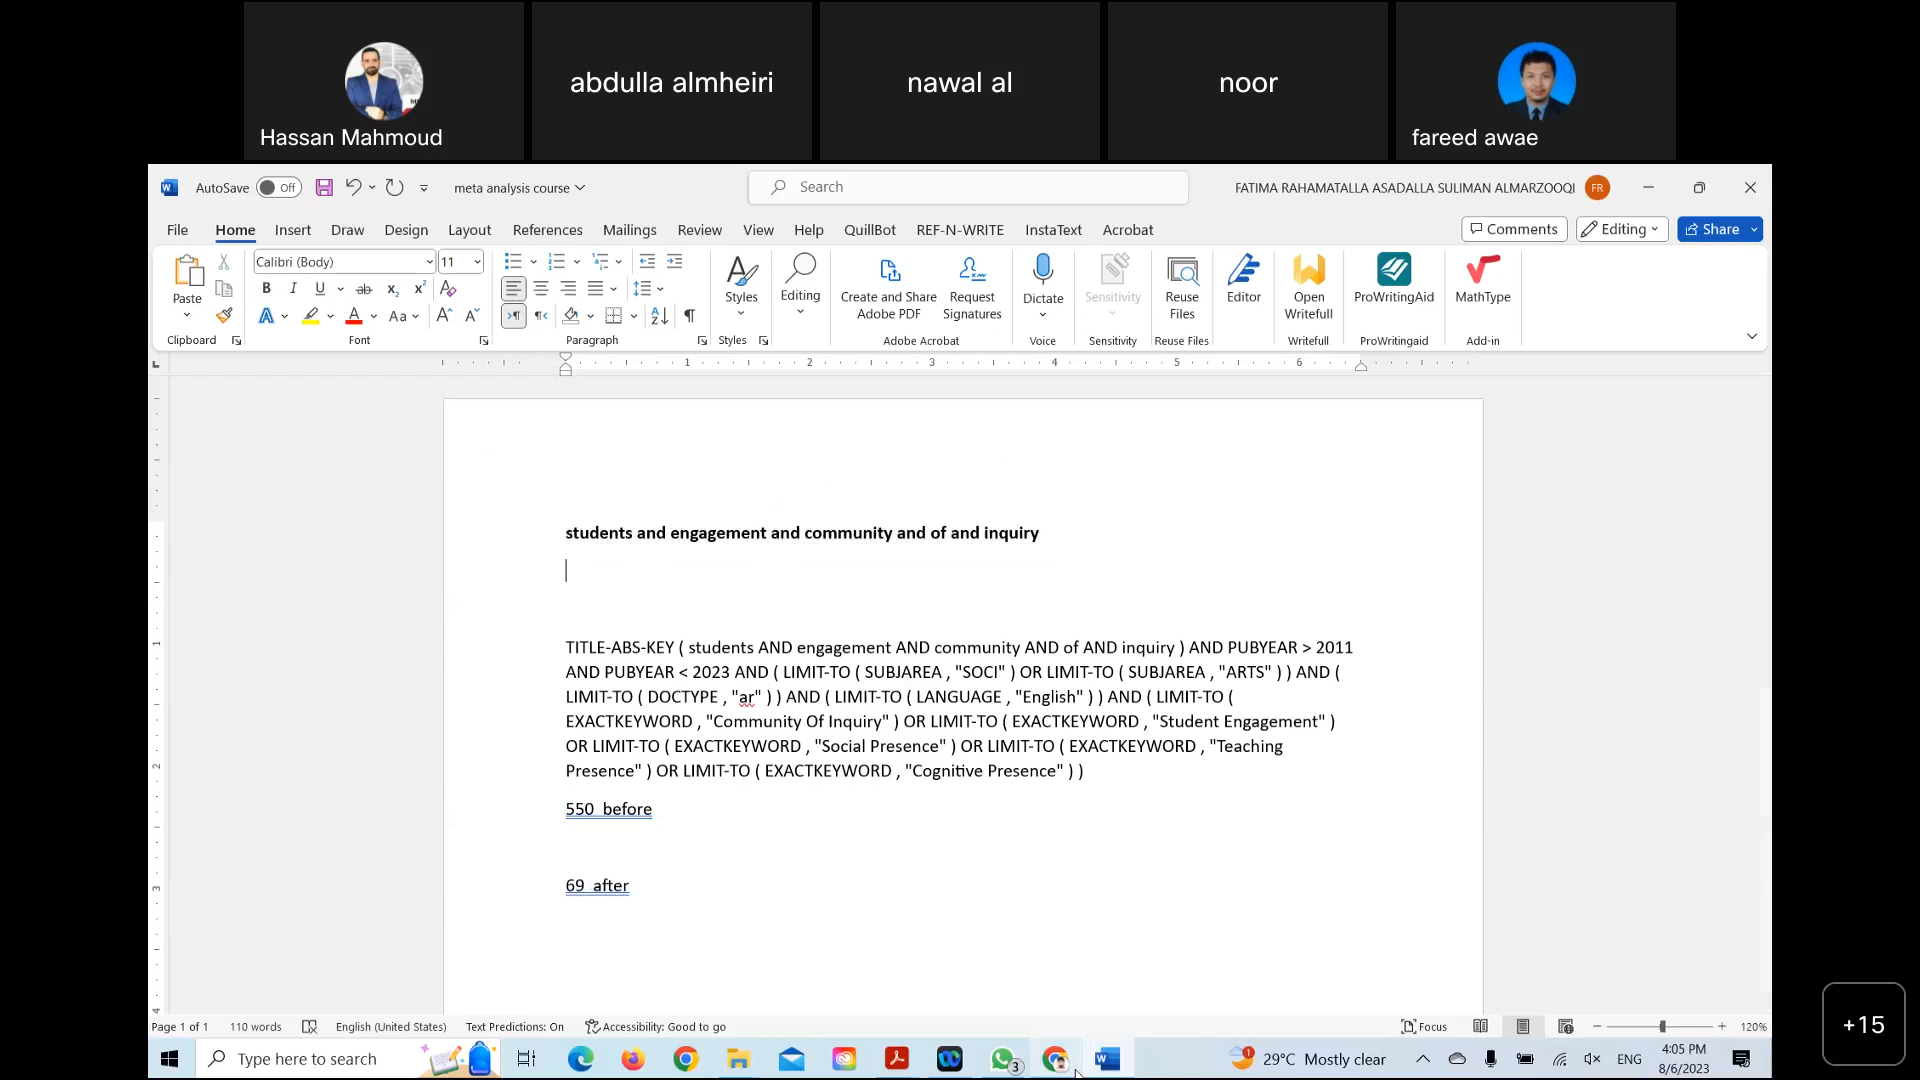 Hassan Mahmoud
abdulla almheiri
nawal al
noor
fareed awae
AutoSave Off
meta analysis course
Search
FATIMA RAHAMATALLA ASADALLA SULIMAN ALMARZOOQI FR
File Home Insert Draw Design Layout References Mailings Review View Help QuillBot REF-N-WRITE InstaText Acrobat
Comments Editing Share
Calibri (Body) 11
Paste
Styles
Editing
Create and Share Adobe PDF
Request Signatures
Dictate
Sensitivity
Reuse Files
Editor
Open Writefull
ProWritingAid
MathType
Clipboard Font Paragraph Styles Adobe Acrobat Voice Sensitivity Reuse Files Writefull ProWritingaid Add-in
1 2 3 4 5 6
students and engagement and community and of and inquiry
TITLE-ABS-KEY ( students AND engagement AND community AND of AND inquiry ) AND PUBYEAR > 2011
AND PUBYEAR < 2023 AND ( LIMIT-TO ( SUBJAREA , "SOCI" ) OR LIMIT-TO ( SUBJAREA , "ARTS" ) ) AND (
LIMIT-TO ( DOCTYPE , "ar" ) ) AND ( LIMIT-TO ( LANGUAGE , "English" ) ) AND ( LIMIT-TO (
EXACTKEYWORD , "Community Of Inquiry" ) OR LIMIT-TO ( EXACTKEYWORD , "Student Engagement" )
OR LIMIT-TO ( EXACTKEYWORD , "Social Presence" ) OR LIMIT-TO ( EXACTKEYWORD , "Teaching
Presence" ) OR LIMIT-TO ( EXACTKEYWORD , "Cognitive Presence" ) )
550 before
69 after
+15
Page 1 of 1 110 words English (United States) Text Predictions: On Accessibility: Good to go Focus 120%
Type here to search
3
1
29°C Mostly clear
ENG
4:05 PM
8/6/2023